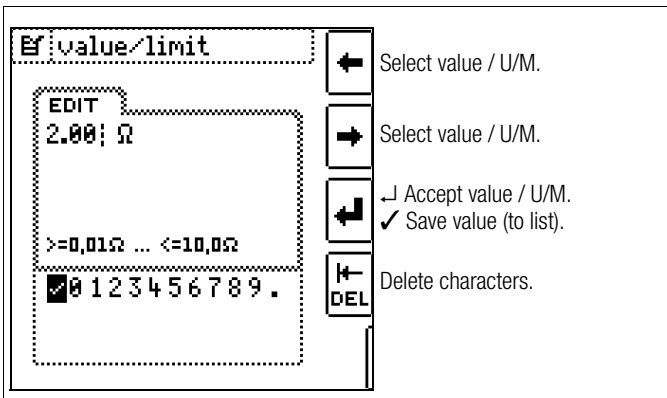 value/limit
EDIT
2.00 Ω
>=0,01Ω ... <=10,0Ω
✓0123456789.
DEL
Select value / U/M.
Select value / U/M.
↵ Accept value / U/M.
✓ Save value (to list).
Delete characters.